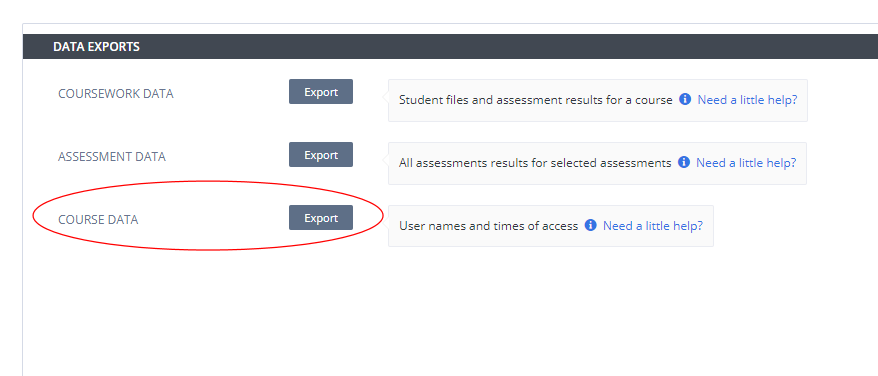 DATA EXPORTS
COURSEWORK DATA Export Student files and assessment results for a course Need a little help?
ASSESSMENT DATA Export All assessments results for selected assessments Need a little help?
COURSE DATA Export User names and times of access Need a little help?